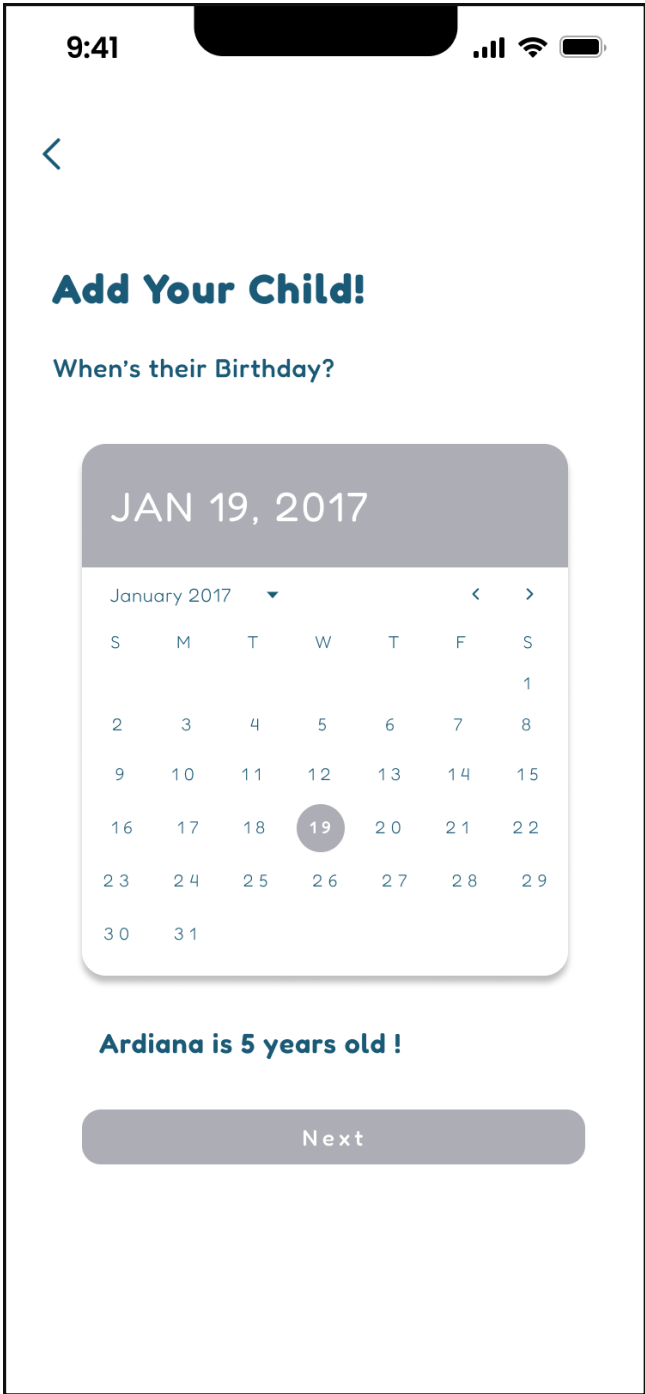 9:41
Add Your Child!
When's their Birthday?
JAN 19, 2017
January 2017
S M T W T F S
1
2 3 4 5 6 7 8
9 10 11 12 13 14 15
16 17 18 19 20 21 22
23 24 25 26 27 28 29
30 31
Ardiana is 5 years old !
Next